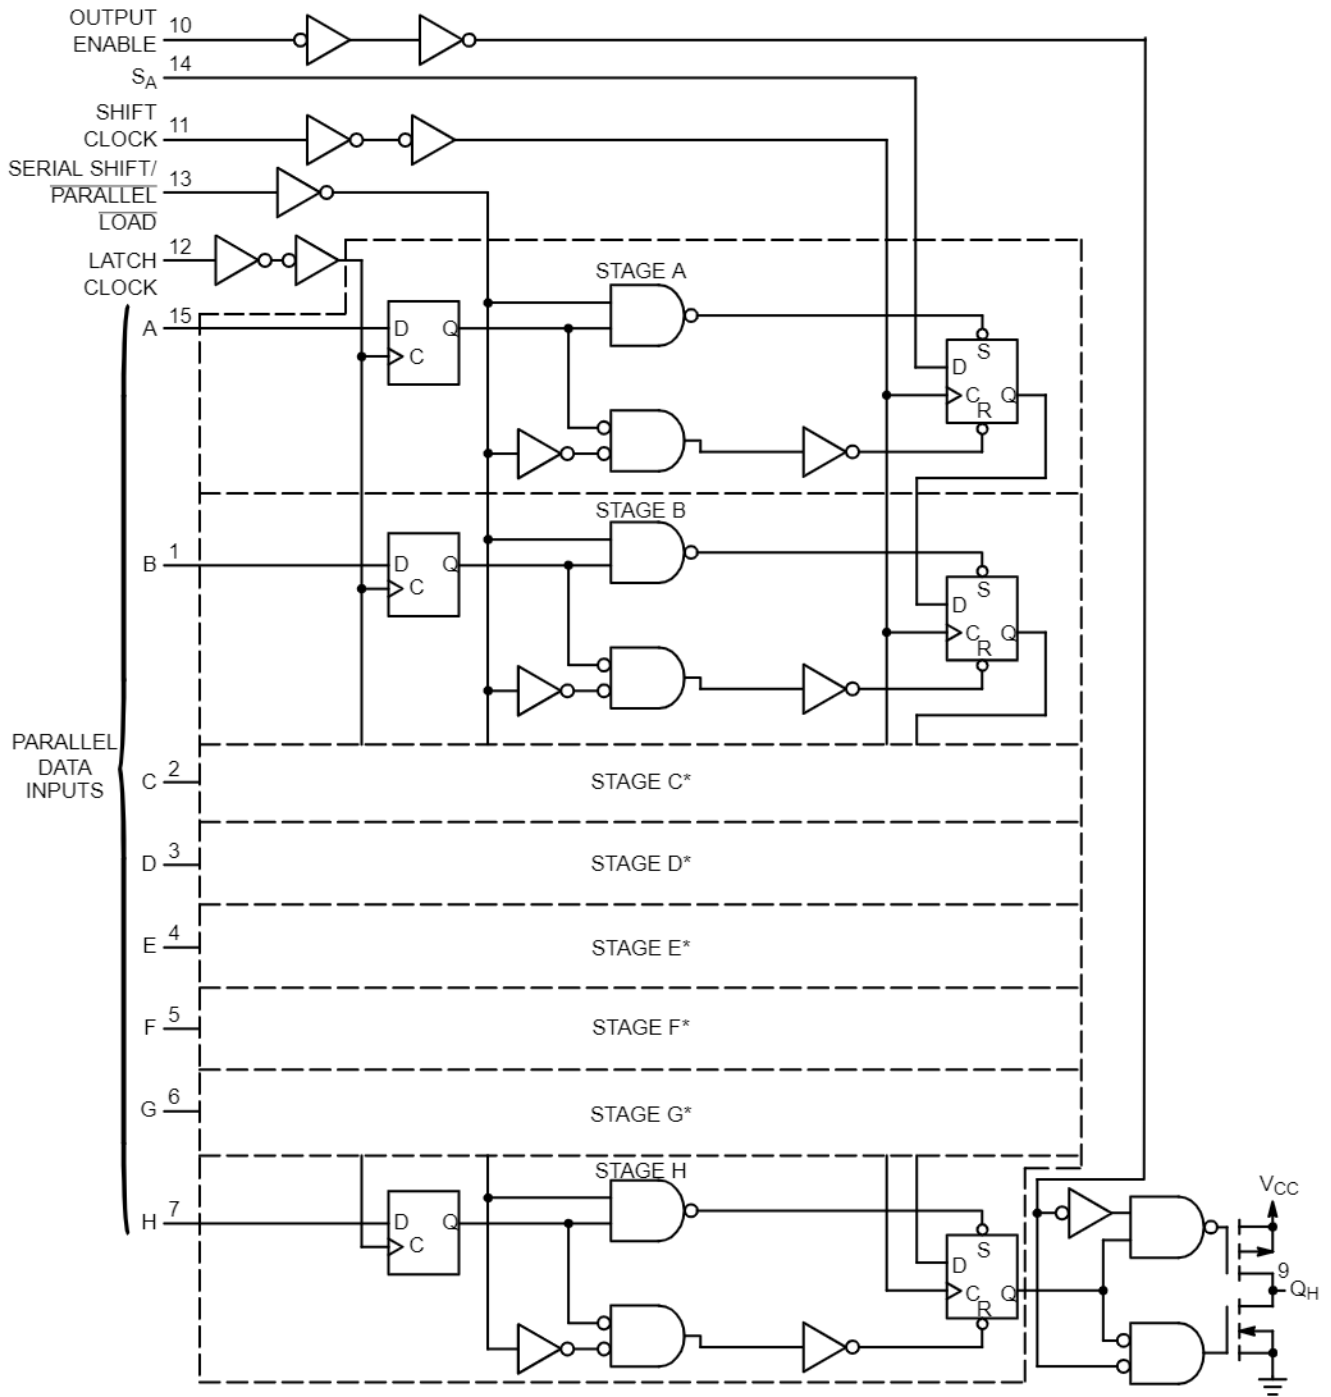 OUTPUT 10
ENABLE
SA 14
SHIFT
CLOCK 11
SERIAL SHIFT/
PARALLEL 13
LOAD
LATCH 12
CLOCK
STAGE A
A 15
D Q
C
S
D
C Q
R
STAGE B
B 1
D Q
C
S
D
C Q
R
PARALLEL
DATA
INPUTS
C 2
STAGE C*
D 3
STAGE D*
E 4
STAGE E*
F 5
STAGE F*
G 6
STAGE G*
STAGE H
H 7
D Q
C
S
D
C Q
R
VCC
9
QH